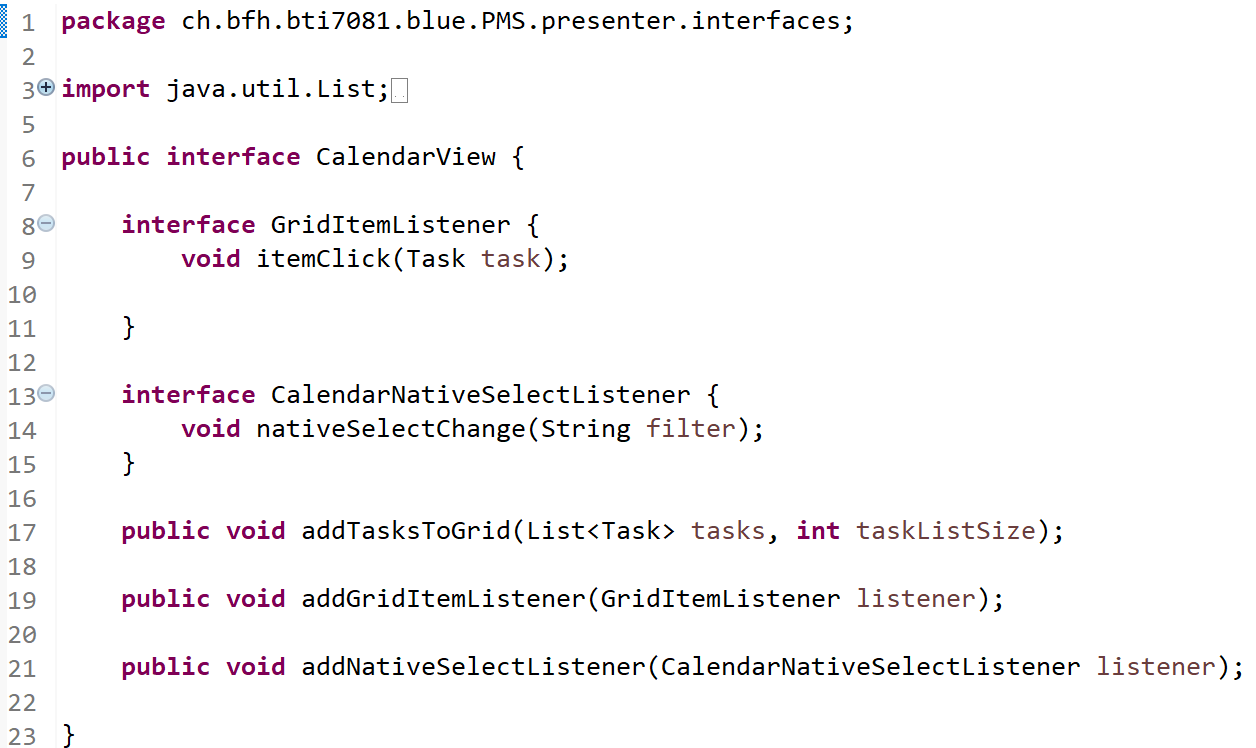 1 package ch.bfh.bti7081.blue.PMS.presenter.interfaces;
2
3 import java.util.List;
5
6 public interface CalendarView {
7
8     interface GridItemListener {
9         void itemClick(Task task);
10
11     }
12
13     interface CalendarNativeSelectListener {
14         void nativeSelectChange(String filter);
15     }
16
17     public void addTasksToGrid(List<Task> tasks, int taskListSize);
18
19     public void addGridItemListener(GridItemListener listener);
20
21     public void addNativeSelectListener(CalendarNativeSelectListener listener);
22
23 }